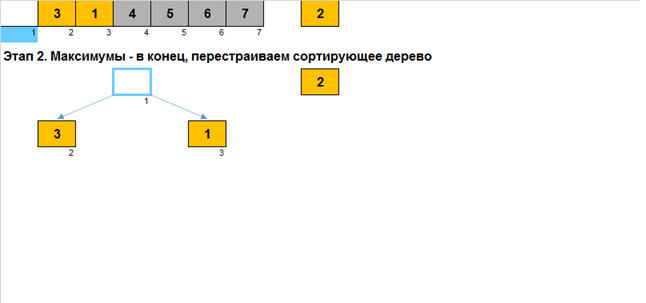 3 1 4 5 6 7 2
1 2 3 4 5 6 7
Этап 2. Максимумы - в конец, перестраиваем сортирующее дерево
2
1
3 1
2 3